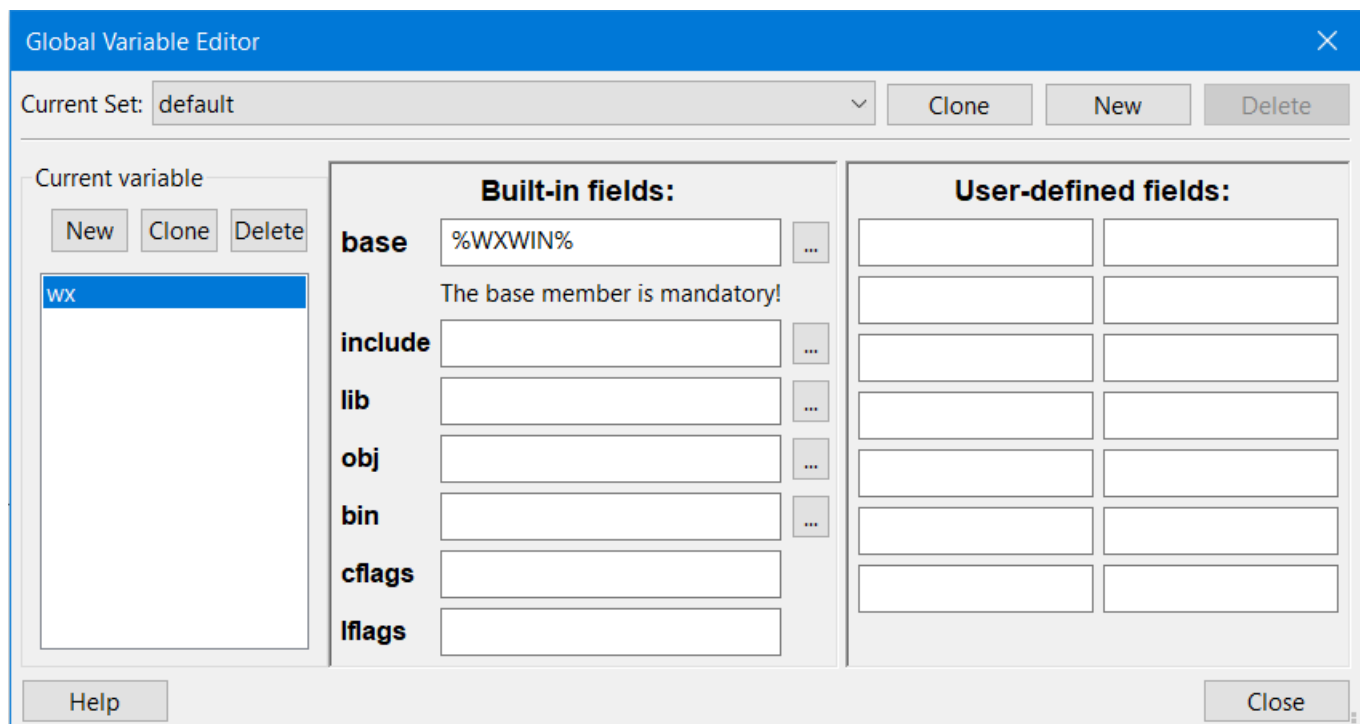 Global Variable Editor
Current Set: default Clone New Delete
Current variable
New Clone Delete
wx
Built-in fields:
base %WXWIN% ...
The base member is mandatory!
include ...
lib ...
obj ...
bin ...
cflags
lflags
User-defined fields:
Help Close